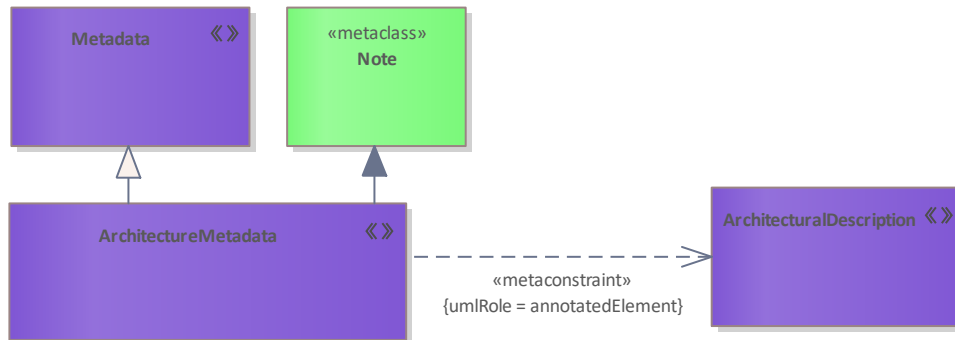 Metadata
«»
«metaclass»
Note
ArchitectureMetadata
«»
ArchitecturalDescription
«»
«metaconstraint»
{umlRole = annotatedElement}